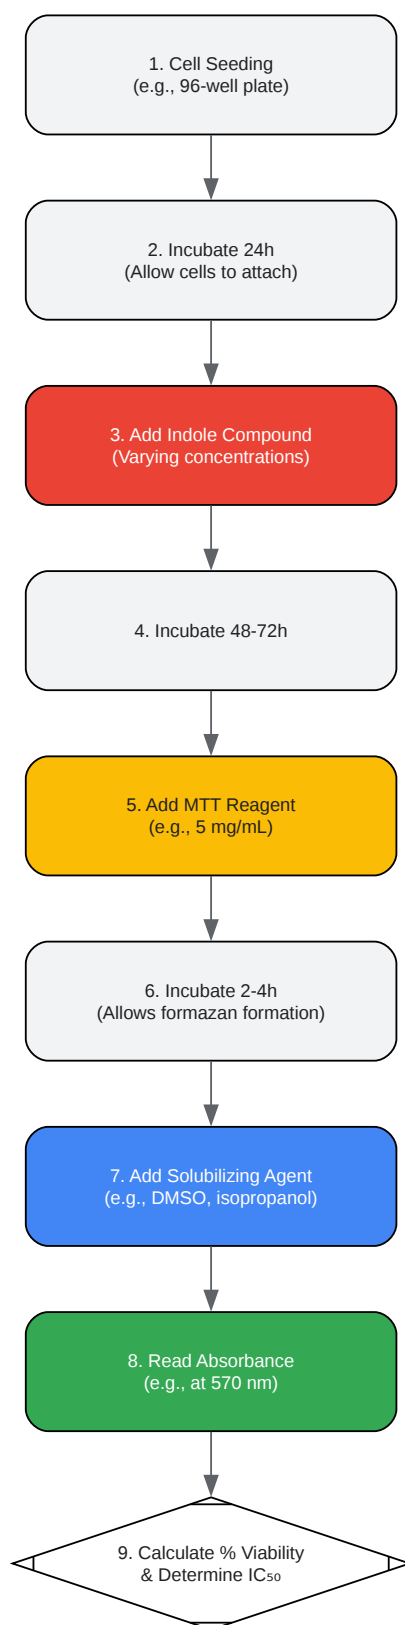 1. Cell Seeding
(e.g., 96-well plate)
2. Incubate 24h
(Allow cells to attach)
3. Add Indole Compound
(Varying concentrations)
4. Incubate 48-72h
5. Add MTT Reagent
(e.g., 5 mg/mL)
6. Incubate 2-4h
(Allows formazan formation)
7. Add Solubilizing Agent
(e.g., DMSO, isopropanol)
8. Read Absorbance
(e.g., at 570 nm)
9. Calculate % Viability
& Determine IC₅₀